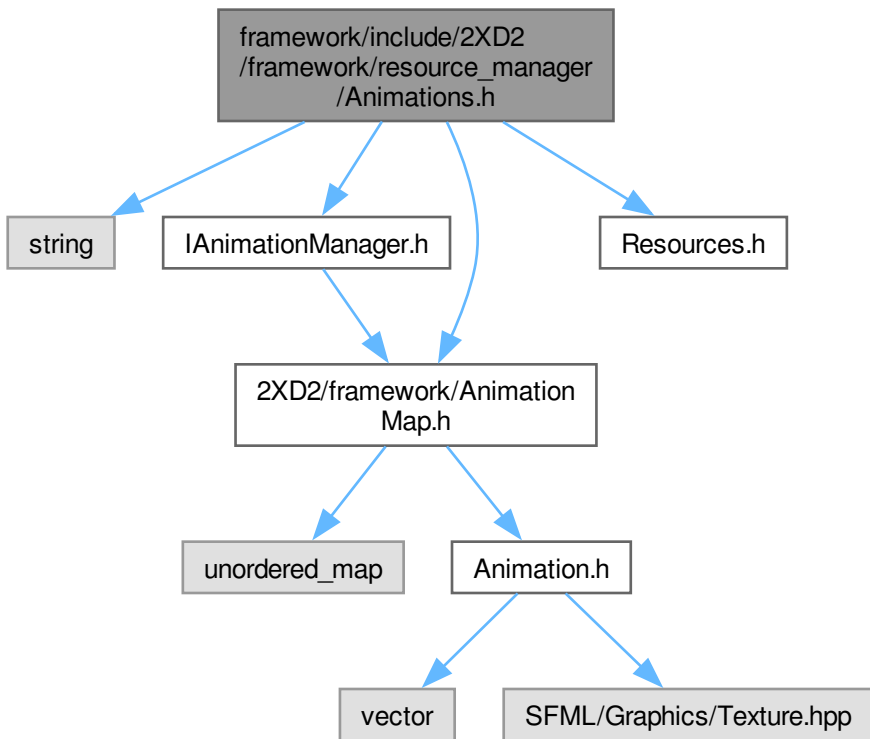 framework/include/2XD2
/framework/resource_manager
/Animations.h
string
IAnimationManager.h
Resources.h
2XD2/framework/Animation
Map.h
unordered_map
Animation.h
vector
SFML/Graphics/Texture.hpp